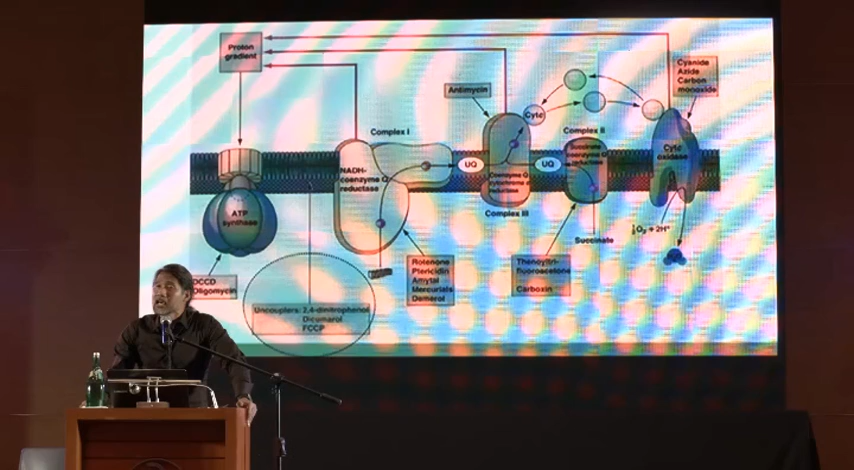 Proton
gradient
Complex I
NADH-
coenzyme Q
reductase
ATP
synthase
DCCD
Oligomycin
Uncouplers: 2,4-dinitrophenol
Dicumarol
FCCP
Rotenone
Ptericidin
Amytal
Mercurials
Demerol
Antimycin
UQ
Coenzyme Q
cytochrome c
reductase
Complex III
Cytc
UQ
Complex II
Succinate
coenzyme Q
reductase
Succinate
Thenoyltri-
fluoroacetone
Carboxin
Cyanide
Azide
Carbon
monoxide
Cytc
oxidase
½O₂ + 2H⁺